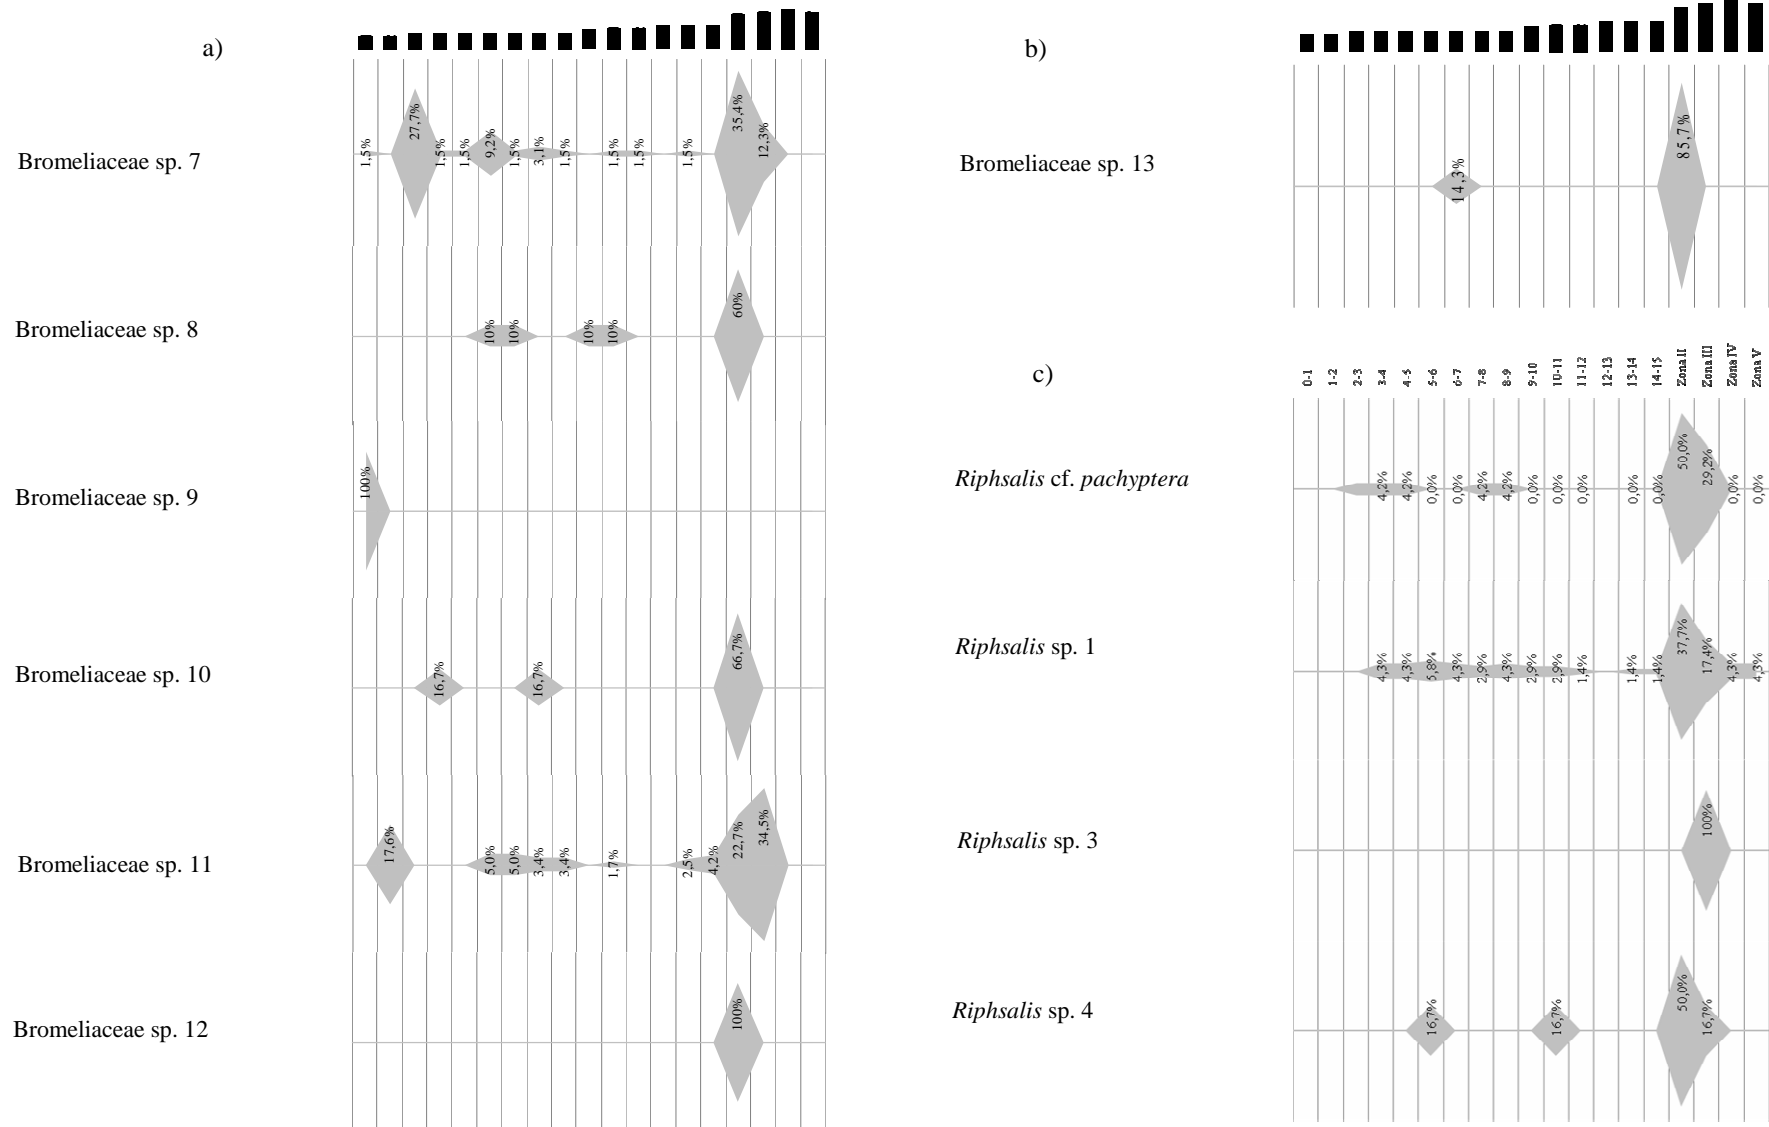 a)
Bromeliaceae sp. 7
1,5% 27,7% 1,5% 1,5% 9,2% 1,5% 3,1% 1,5% 1,5% 1,5% 1,5% 35,4% 12,3%
Bromeliaceae sp. 8
10% 10% 10% 10% 60%
Bromeliaceae sp. 9
100%
Bromeliaceae sp. 10
16,7% 16,7% 66,7%
Bromeliaceae sp. 11
17,6% 5,0% 5,0% 3,4% 3,4% 1,7% 2,5% 4,2% 22,7% 34,5%
Bromeliaceae sp. 12
100%
b)
Bromeliaceae sp. 13
14,3% 85,7%
c)
0-1 1-2 2-3 3-4 4-5 5-6 6-7 7-8 8-9 9-10 10-11 11-12 12-13 13-14 14-15 Zona II Zona III Zona IV Zona V
Riphsalis cf. pachyptera
4,2% 4,2% 0,0% 0,0% 4,2% 4,2% 0,0% 0,0% 0,0% 0,0% 0,0% 50,0% 29,2% 0,0% 0,0%
Riphsalis sp. 1
4,3% 4,3% 5,8% 4,3% 2,9% 4,3% 2,9% 2,9% 1,4% 1,4% 1,4% 37,7% 17,4% 4,3% 4,3%
Riphsalis sp. 3
100%
Riphsalis sp. 4
16,7% 16,7% 50,0% 16,7%